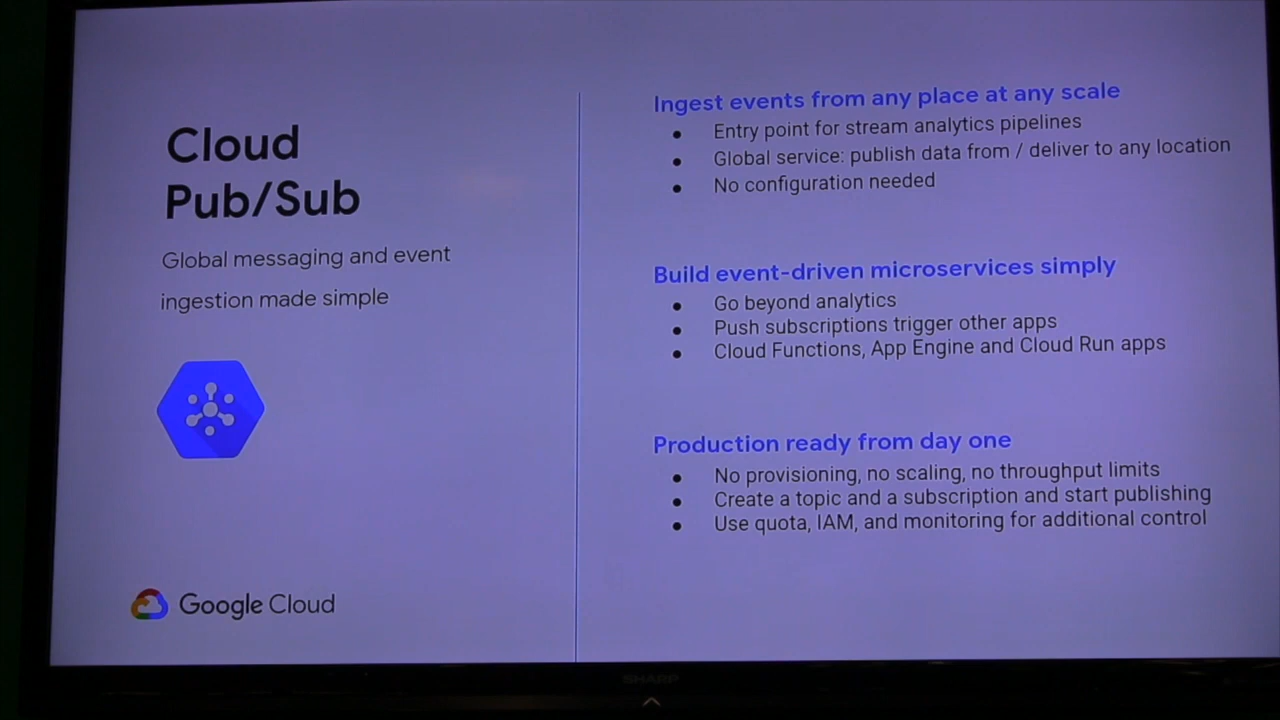 Cloud
Pub/Sub
Global messaging and event
ingestion made simple
Google Cloud
Ingest events from any place at any scale
• Entry point for stream analytics pipelines
• Global service: publish data from / deliver to any location
• No configuration needed
Build event-driven microservices simply
• Go beyond analytics
• Push subscriptions trigger other apps
• Cloud Functions, App Engine and Cloud Run apps
Production ready from day one
• No provisioning, no scaling, no throughput limits
• Create a topic and a subscription and start publishing
• Use quota, IAM, and monitoring for additional control
SHARP